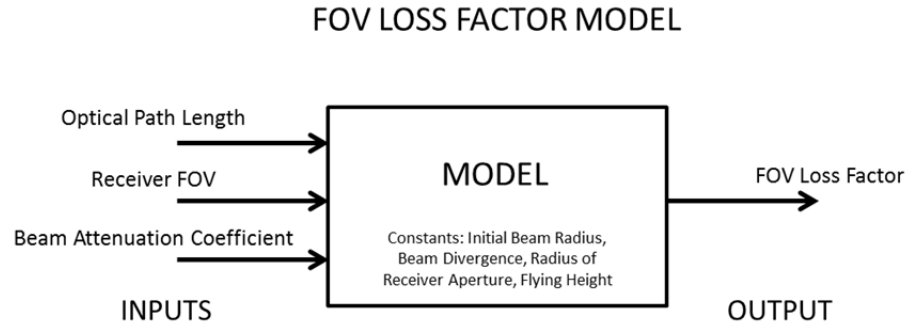 FOV LOSS FACTOR MODEL
Optical Path Length
Receiver FOV
Beam Attenuation Coefficient
INPUTS
MODEL
Constants: Initial Beam Radius,
Beam Divergence, Radius of
Receiver Aperture, Flying Height
FOV Loss Factor
OUTPUT